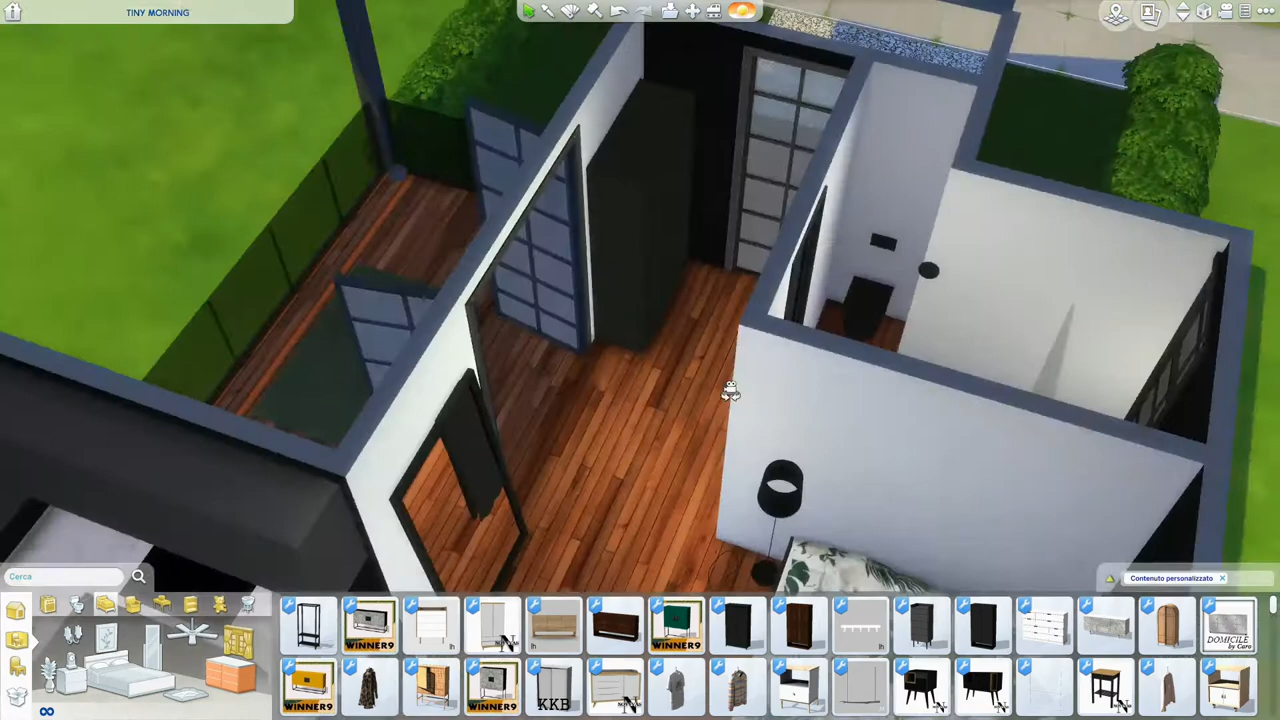 TINY MORNING
Cerca
Contenuto personalizzato
WINNER9
WINNER9
DOMICILE
by Caro
WINNER9
WINNER9
KKB